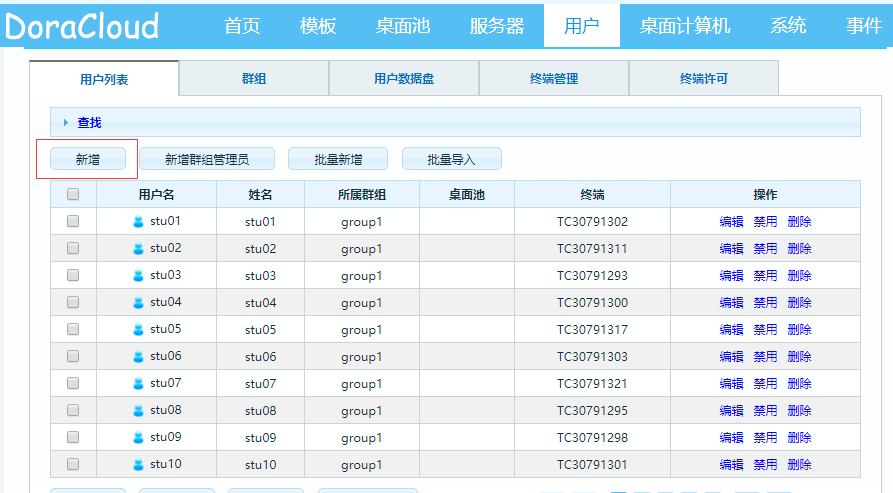 DoraCloud 首页 模板 桌面池 服务器 用户 桌面计算机 系统 事件
用户列表 群组 用户数据盘 终端管理 终端许可
查找
新增 新增群组管理员 批量新增 批量导入
用户名 姓名 所属群组 桌面池 终端 操作
stu01 stu01 group1 TC30791302 编辑 禁用 删除
stu02 stu02 group1 TC30791311 编辑 禁用 删除
stu03 stu03 group1 TC30791293 编辑 禁用 删除
stu04 stu04 group1 TC30791300 编辑 禁用 删除
stu05 stu05 group1 TC30791317 编辑 禁用 删除
stu06 stu06 group1 TC30791303 编辑 禁用 删除
stu07 stu07 group1 TC30791321 编辑 禁用 删除
stu08 stu08 group1 TC30791295 编辑 禁用 删除
stu09 stu09 group1 TC30791298 编辑 禁用 删除
stu10 stu10 group1 TC30791301 编辑 禁用 删除